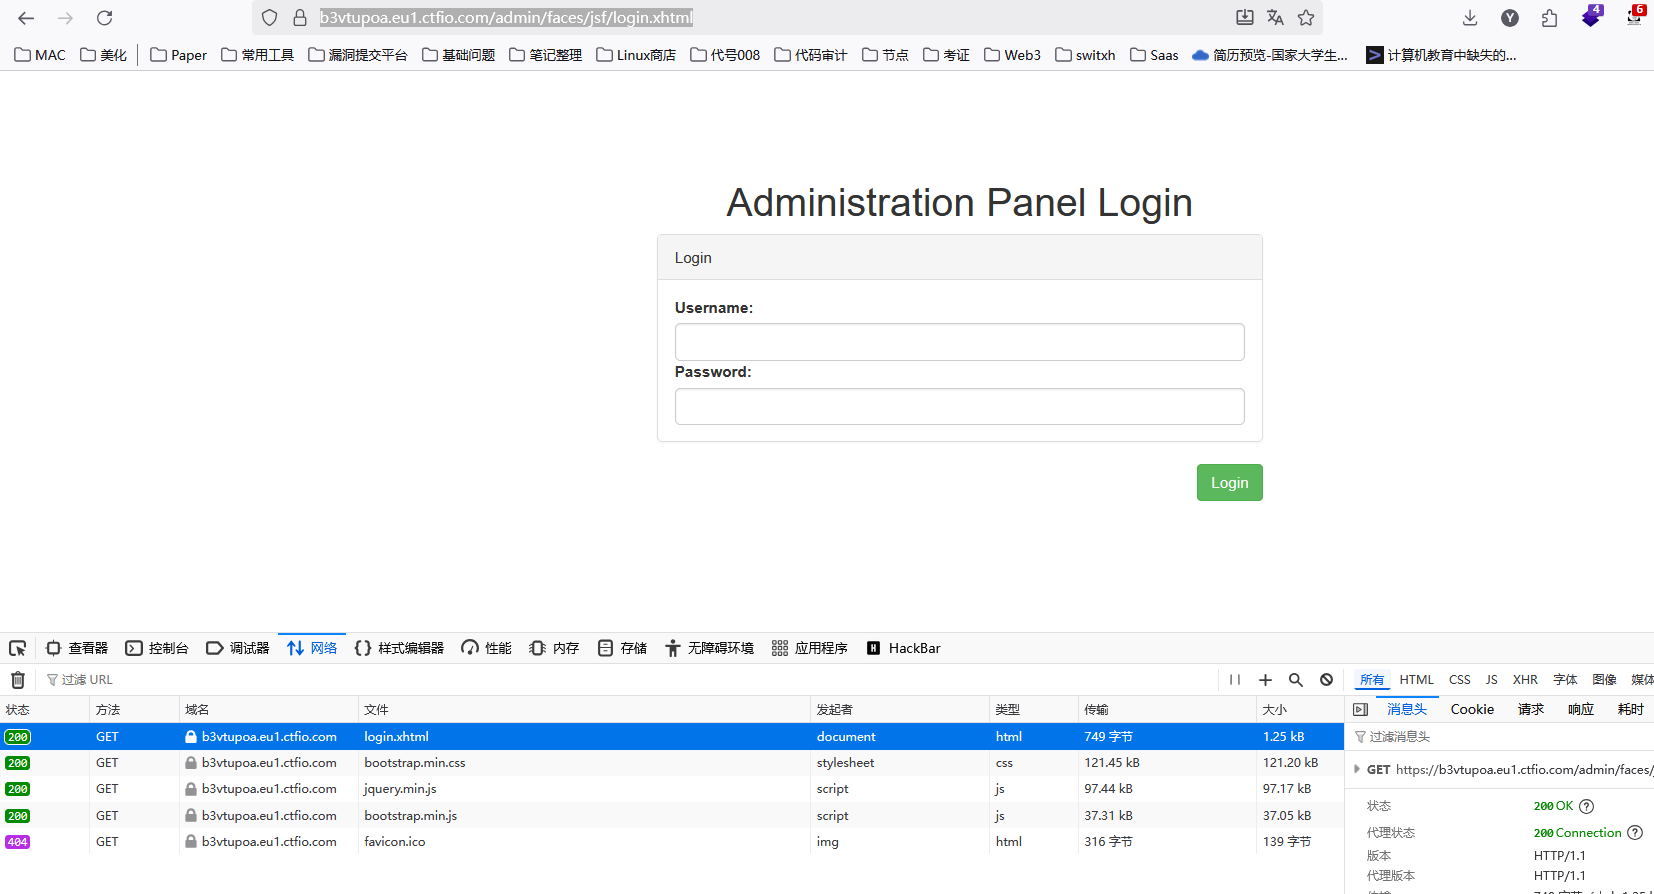 b3vtupoa.eu1.ctfio.com/admin/faces/jsf/login.xhtml Y 4 6
MAC 美化 Paper 常用工具 漏洞提交平台 基础问题 笔记整理 Linux商店 代号008 代码审计 节点 考证 Web3 switxh Saas 简历预览-国家大学生... 计算机教育中缺失的...
Administration Panel Login
Login
Username:
Password:
Login
查看器 控制台 调试器 网络 样式编辑器 性能 内存 存储 无障碍环境 应用程序 H HackBar
过滤 URL 所有 HTML CSS JS XHR 字体 图像 媒体
状态 方法 域名 文件 发起者 类型 传输 大小 消息头 Cookie 请求 响应 耗时
200 GET b3vtupoa.eu1.ctfio.com login.xhtml document html 749 字节 1.25 kB 过滤消息头
200 GET b3vtupoa.eu1.ctfio.com bootstrap.min.css stylesheet css 121.45 kB 121.20 kB GET https://b3vtupoa.eu1.ctfio.com/admin/faces/
200 GET b3vtupoa.eu1.ctfio.com jquery.min.js script js 97.44 kB 97.17 kB 状态 200 OK ?
200 GET b3vtupoa.eu1.ctfio.com bootstrap.min.js script js 37.31 kB 37.05 kB 代理状态 200 Connection ?
404 GET b3vtupoa.eu1.ctfio.com favicon.ico img html 316 字节 139 字节
版本 HTTP/1.1
代理版本 HTTP/1.1